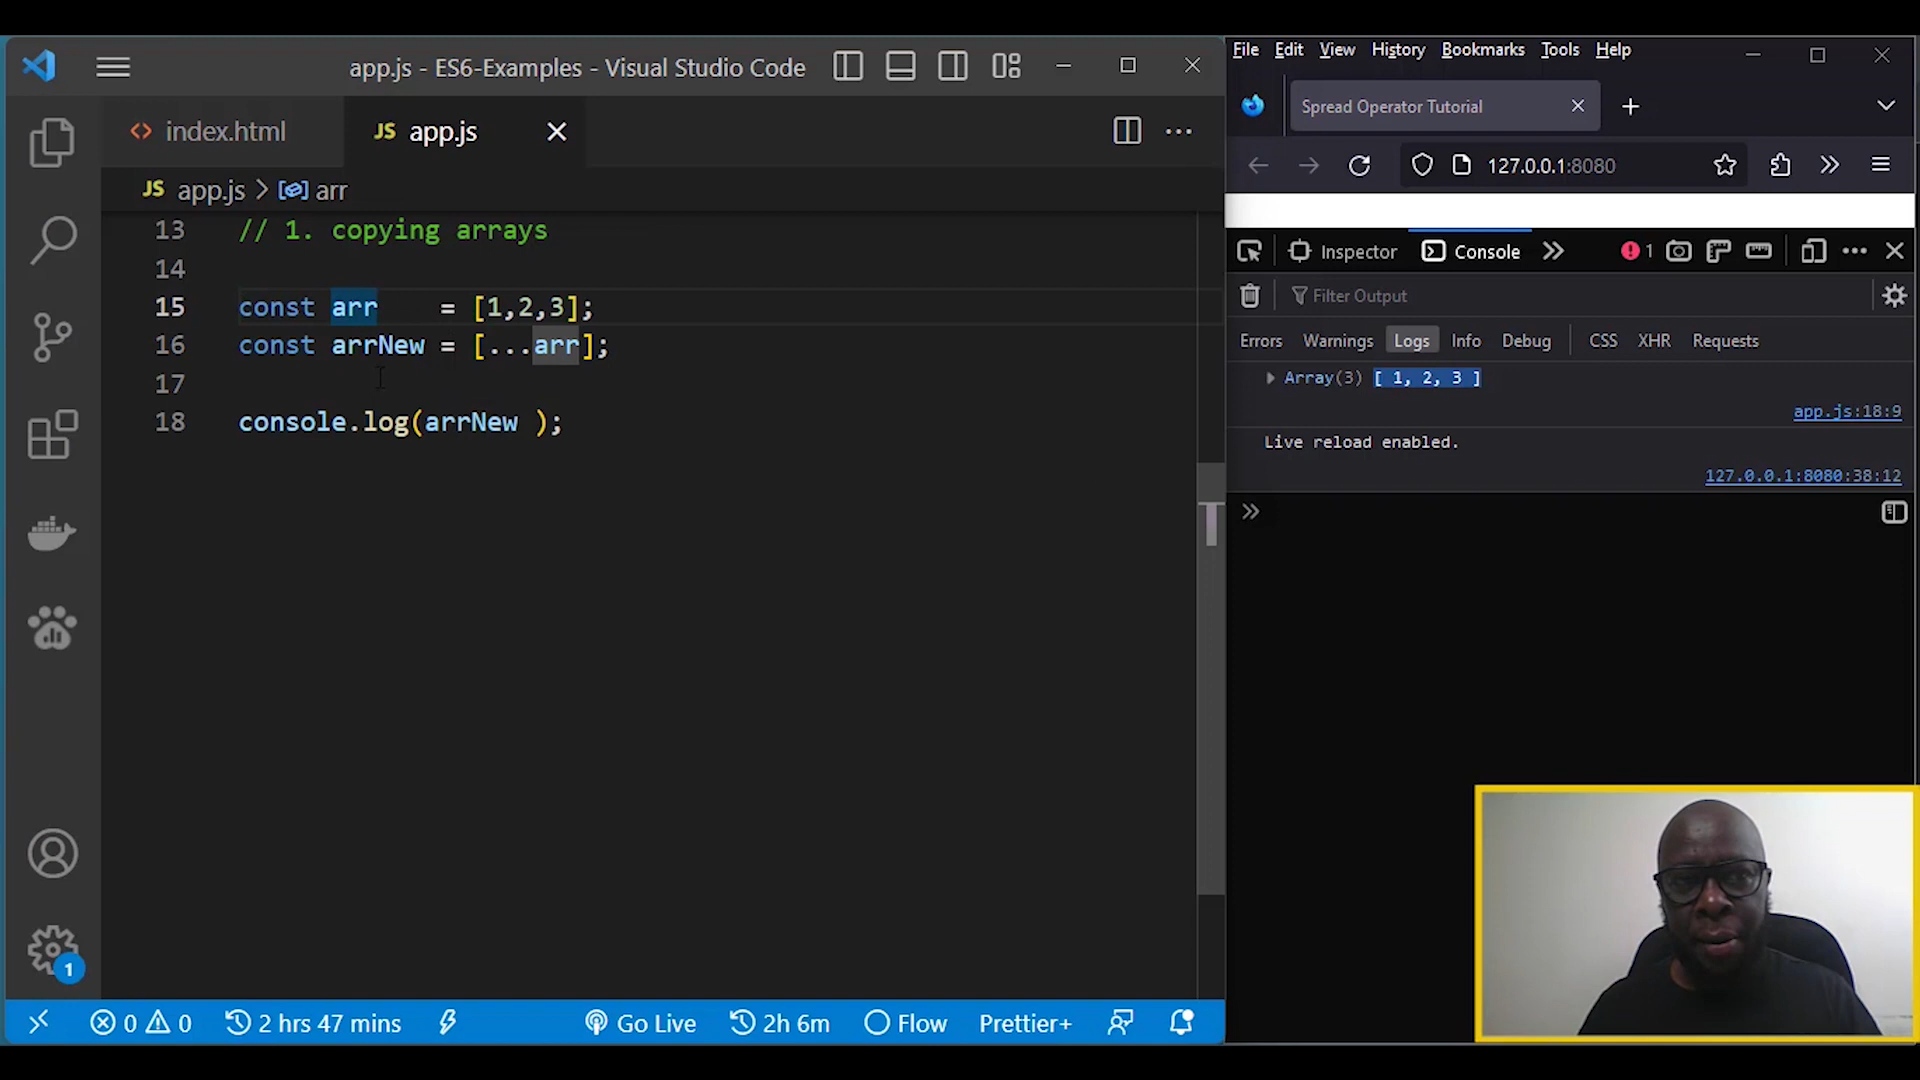 app.js - ES6-Examples - Visual Studio Code
index.html
JS app.js
JS app.js > arr
13 // 1. copying arrays
14
15 const arr    = [1,2,3];
16 const arrNew = [...arr];
17
18 console.log(arrNew );
1
0 0 2 hrs 47 mins Go Live 2h 6m Flow Prettier+
File Edit View History Bookmarks Tools Help
Spread Operator Tutorial
127.0.0.1:8080
Inspector Console 1
Filter Output
Errors Warnings Logs Info Debug CSS XHR Requests
Array(3) [ 1, 2, 3 ]
app.js:18:9
Live reload enabled.
127.0.0.1:8080:38:12